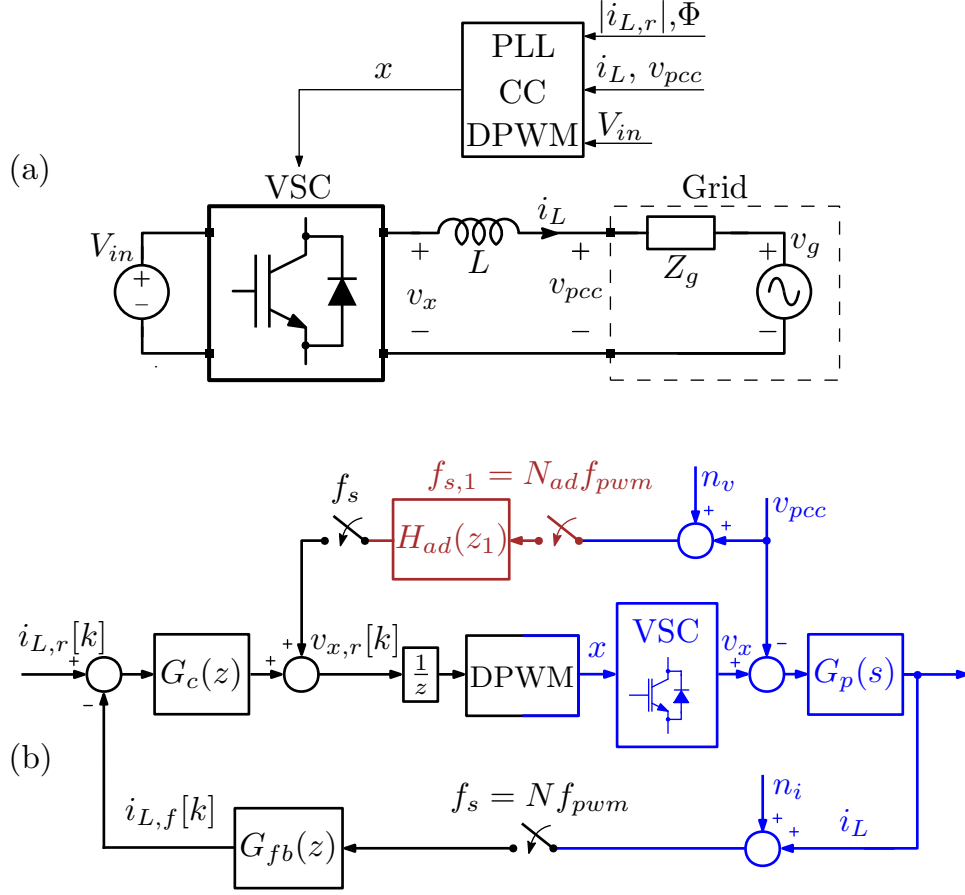 |i_{L,r}|,Φ
PLL
x
i_L, v_{pcc}
CC
DPWM
V_{in}
(a)
VSC
Grid
V_{in}
+
−
+
v_x
−
L
i_L
+
v_{pcc}
−
Z_g
+
v_g
−
f_s
f_{s,1} = N_{ad} f_{pwm}
n_v
v_{pcc}
H_{ad}(z_1)
+
+
i_{L,r}[k]
+
−
G_c(z)
+
+
v_{x,r}[k]
1/z
DPWM
x
VSC
v_x
+
−
G_p(s)
(b)
i_{L,f}[k]
G_{fb}(z)
f_s = N f_{pwm}
n_i
+
+
i_L